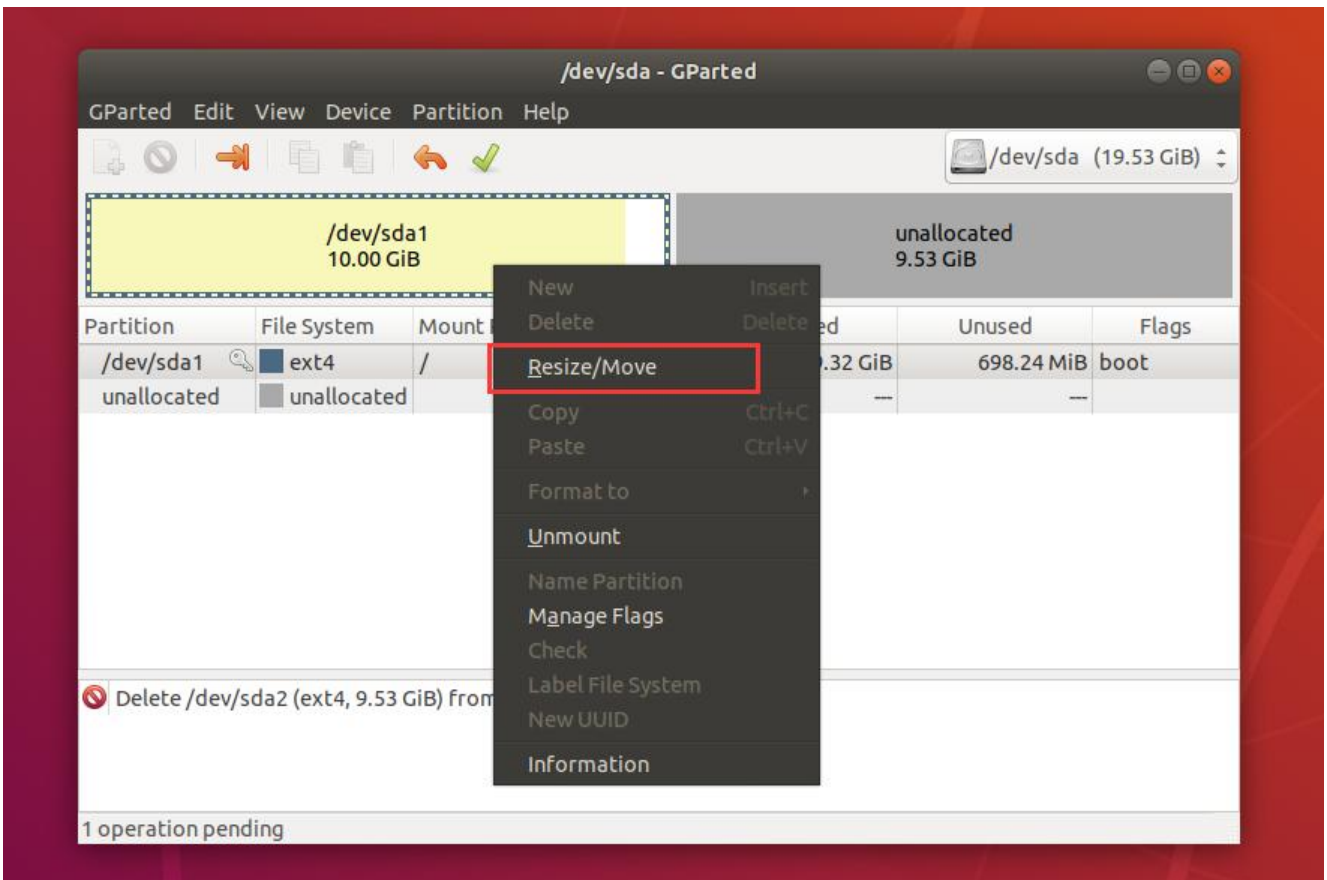 /dev/sda - GParted
GParted Edit View Device Partition Help
/dev/sda (19.53 GiB)
/dev/sda1
10.00 GiB
unallocated
9.53 GiB
Partition File System Mount Unused Flags
/dev/sda1 ext4 / .32 GiB 698.24 MiB boot
unallocated unallocated --- ---
New Insert
Delete Delete
Resize/Move
Copy Ctrl+C
Paste Ctrl+V
Format to
Unmount
Name Partition
Manage Flags
Check
Label File System
New UUID
Information
Delete /dev/sda2 (ext4, 9.53 GiB) from
1 operation pending